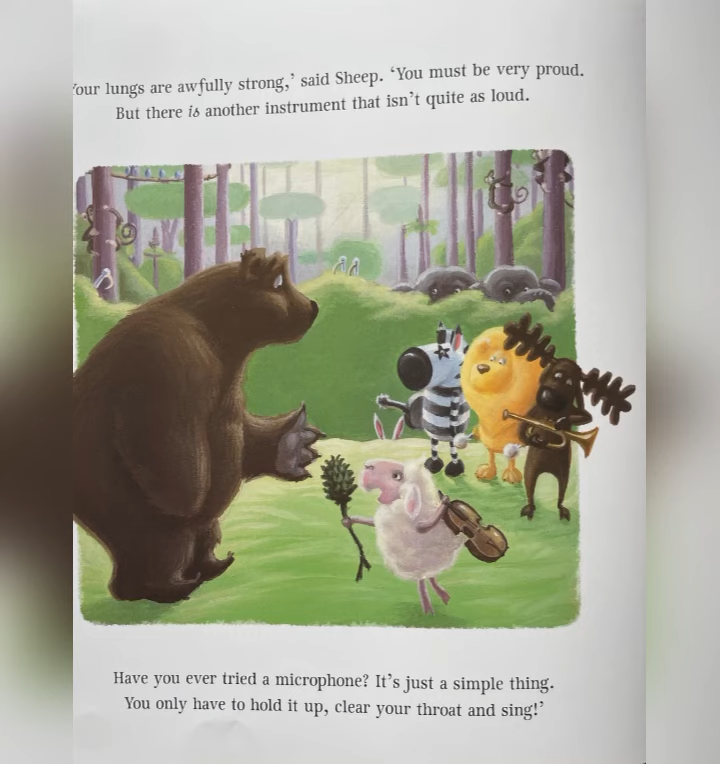 our lungs are awfully strong,’ said Sheep. ‘You must be very proud.
But there is another instrument that isn’t quite as loud.
Have you ever tried a microphone? It’s just a simple thing.
You only have to hold it up, clear your throat and sing!’